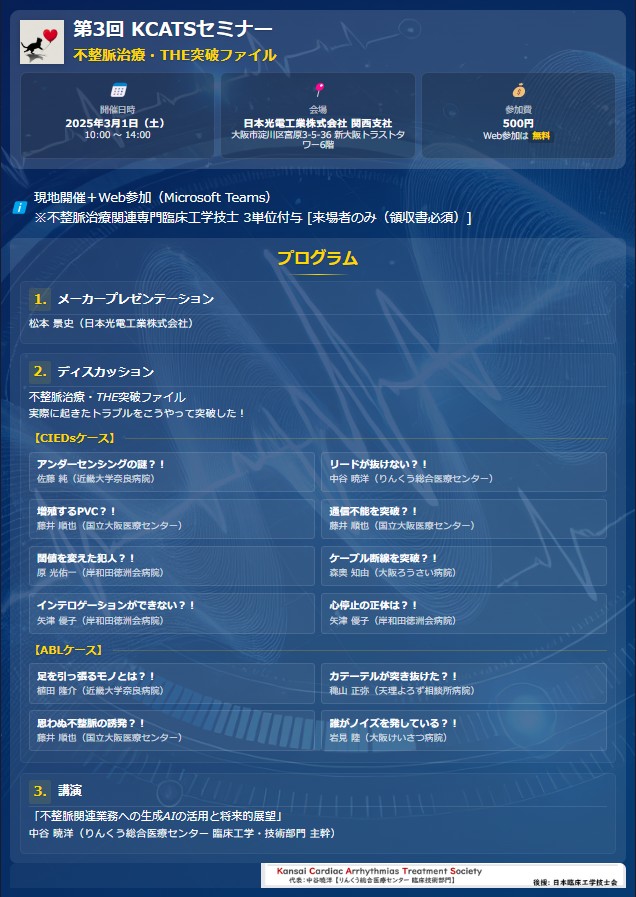 第3回 KCATSセミナー
不整脈治療・THE突破ファイル
開催日時
2025年3月1日（土）
10:00 ～ 14:00
会場
日本光電工業株式会社 関西支社
大阪市淀川区宮原3-5-36 新大阪トラストタ
ワー6階
参加費
500円
Web参加は 無料
現地開催＋Web参加（Microsoft Teams）
※不整脈治療関連専門臨床工学技士 3単位付与 [来場者のみ（領収書必須）]
プログラム
1. メーカープレゼンテーション
松本 景史（日本光電工業株式会社）
2. ディスカッション
不整脈治療・THE突破ファイル
実際に起きたトラブルをこうやって突破した！
【CIEDsケース】
アンダーセンシングの謎？！
佐藤 純（近畿大学奈良病院）
リードが抜けない？！
中谷 暁洋（りんくう総合医療センター）
増殖するPVC？！
藤井 順也（国立大阪医療センター）
通信不能を突破？！
藤井 順也（国立大阪医療センター）
閾値を変えた犯人？！
原 光佑一（岸和田徳洲会病院）
ケーブル断線を突破？！
森奥 知由（大阪ろうさい病院）
インテロゲーションができない？！
矢津 優子（岸和田徳洲会病院）
心停止の正体は？！
矢津 優子（岸和田徳洲会病院）
【ABLケース】
足を引っ張るモノとは？！
植田 隆介（近畿大学奈良病院）
カテーテルが突き抜けた？！
穐山 正弥（天理よろず相談所病院）
思わぬ不整脈の誘発？！
藤井 順也（国立大阪医療センター）
誰がノイズを発している？！
岩見 陸（大阪けいさつ病院）
3. 講演
「不整脈関連業務への生成AIの活用と将来的展望」
中谷 暁洋（りんくう総合医療センター 臨床工学・技術部門 主幹）
Kansai Cardiac Arrhythmias Treatment Society
代表：中谷暁洋【りんくう総合医療センター 臨床技術部門】
後援: 日本臨床工学技士会